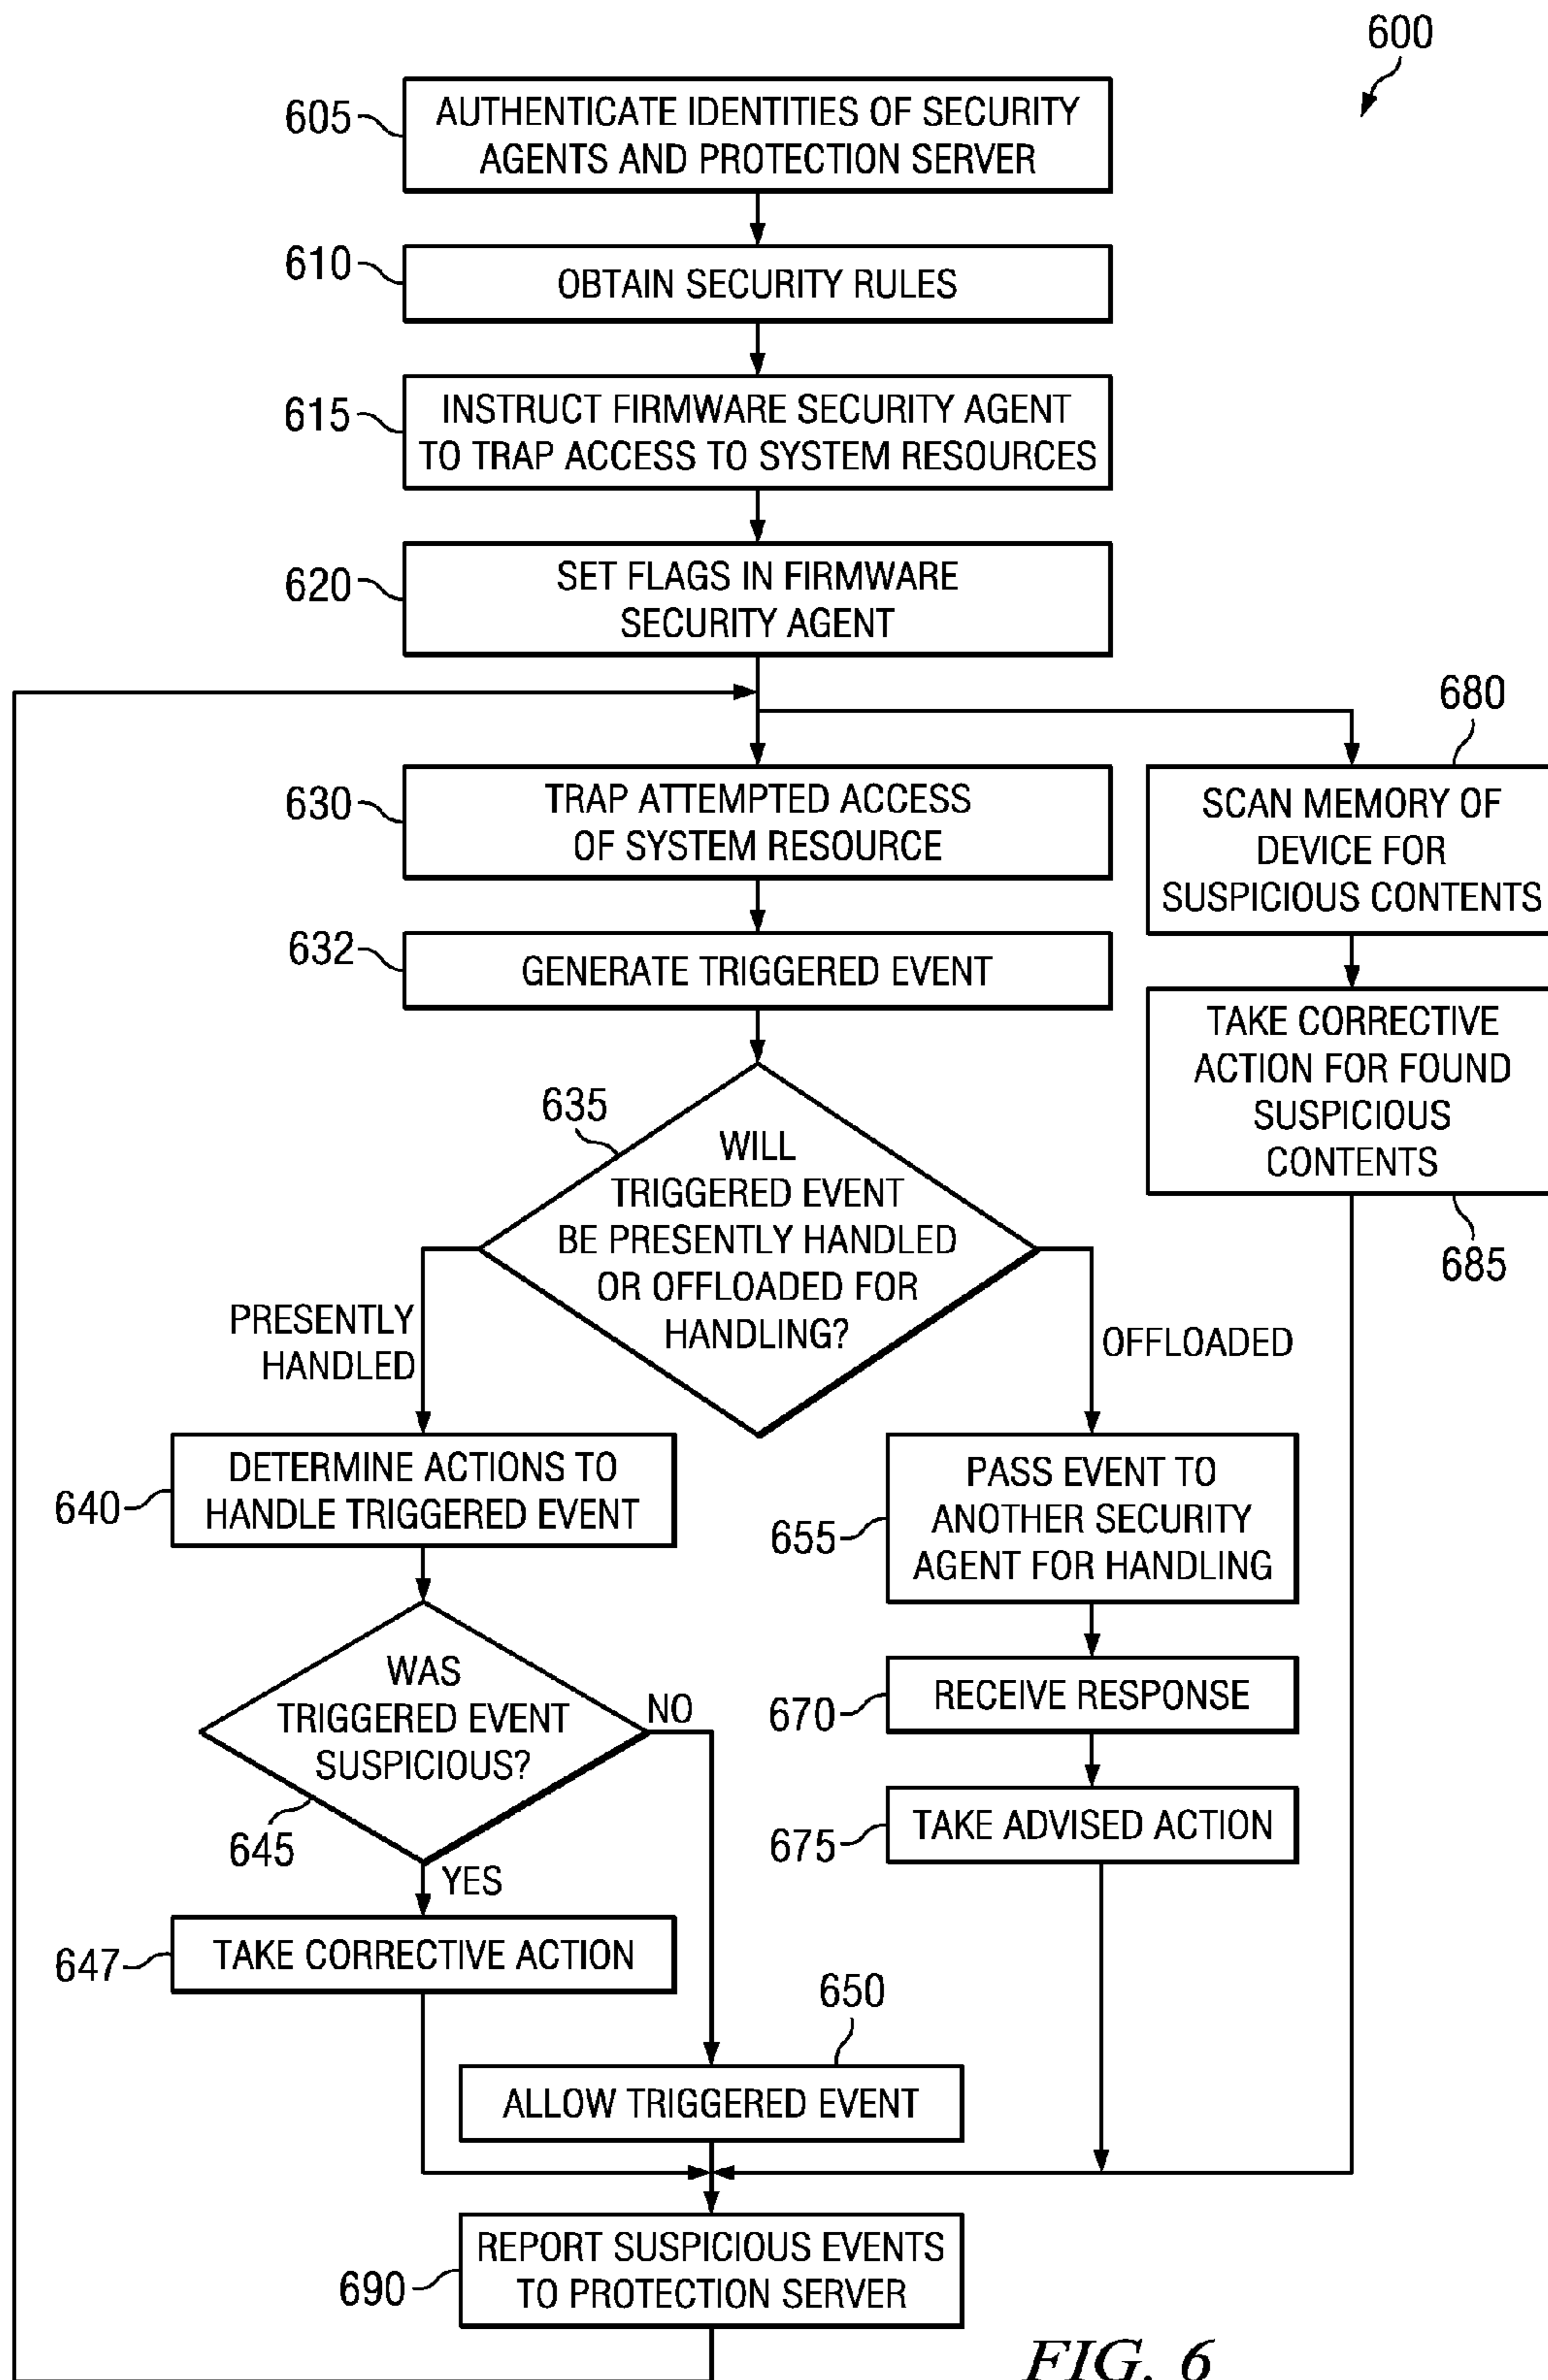 600
605
AUTHENTICATE IDENTITIES OF SECURITY
AGENTS AND PROTECTION SERVER
610
OBTAIN SECURITY RULES
615
INSTRUCT FIRMWARE SECURITY AGENT
TO TRAP ACCESS TO SYSTEM RESOURCES
620
SET FLAGS IN FIRMWARE
SECURITY AGENT
630
TRAP ATTEMPTED ACCESS
OF SYSTEM RESOURCE
680
SCAN MEMORY OF
DEVICE FOR
SUSPICIOUS CONTENTS
632
GENERATE TRIGGERED EVENT
TAKE CORRECTIVE
ACTION FOR FOUND
SUSPICIOUS
CONTENTS
685
635
WILL
TRIGGERED EVENT
BE PRESENTLY HANDLED
OR OFFLOADED FOR
HANDLING?
PRESENTLY
HANDLED
OFFLOADED
640
DETERMINE ACTIONS TO
HANDLE TRIGGERED EVENT
655
PASS EVENT TO
ANOTHER SECURITY
AGENT FOR HANDLING
WAS
TRIGGERED EVENT
SUSPICIOUS?
645
NO
YES
670
RECEIVE RESPONSE
675
TAKE ADVISED ACTION
647
TAKE CORRECTIVE ACTION
650
ALLOW TRIGGERED EVENT
690
REPORT SUSPICIOUS EVENTS
TO PROTECTION SERVER
FIG. 6